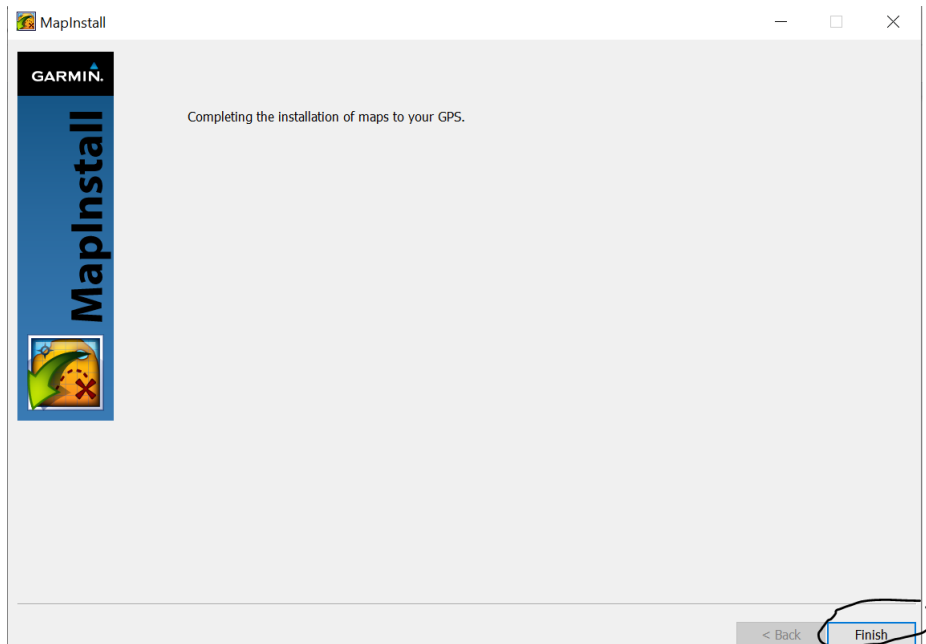 MapInstall
GARMIN.
MapInstall
Completing the installation of maps to your GPS.
< Back
Finish